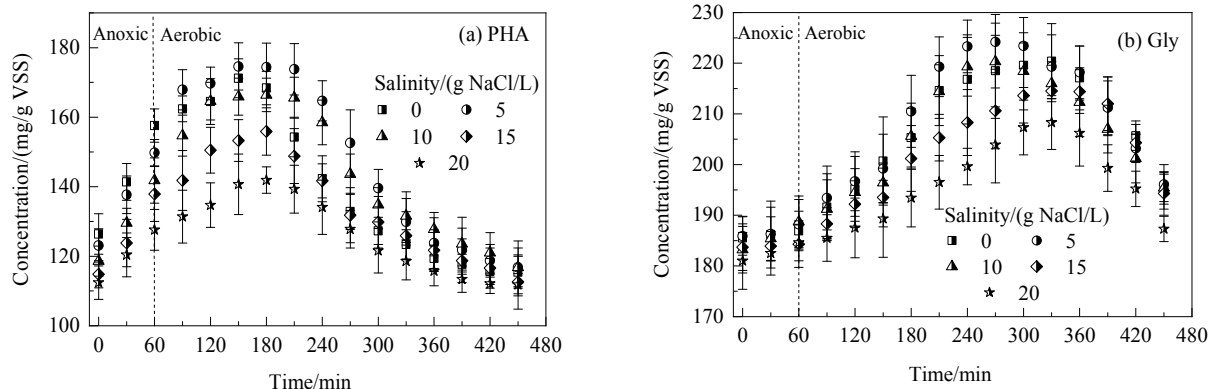 Anoxic Aerobic (a) PHA
Salinity/(g NaCl/L)
0 5
10 15
20
Concentration/(mg/g VSS)
180
160
140
120
100
0 60 120 180 240 300 360 420 480
Time/min
Anoxic Aerobic (b) Gly
Salinity/(g NaCl/L)
0 5
10 15
20
Concentration/(mg/g VSS)
230
220
210
200
190
180
170
0 60 120 180 240 300 360 420 480
Time/min